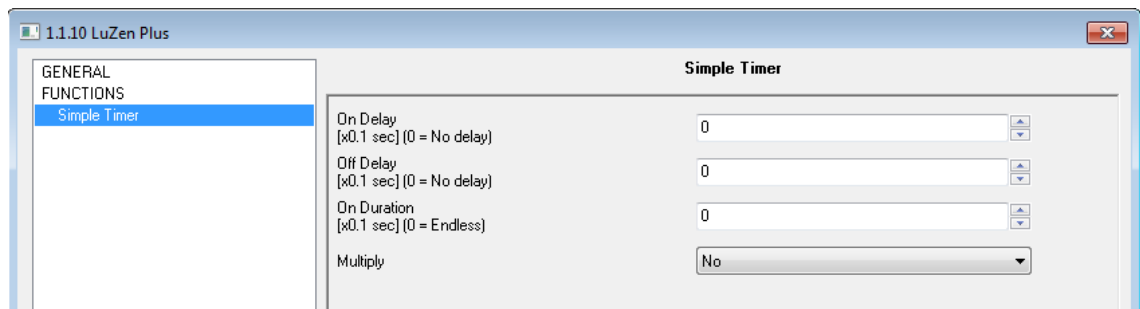 1.1.10 LuZen Plus
GENERAL
FUNCTIONS
Simple Timer
Simple Timer
On Delay
[x0.1 sec] (0 = No delay)
0
Off Delay
[x0.1 sec] (0 = No delay)
0
On Duration
[x0.1 sec] (0 = Endless)
0
Multiply
No